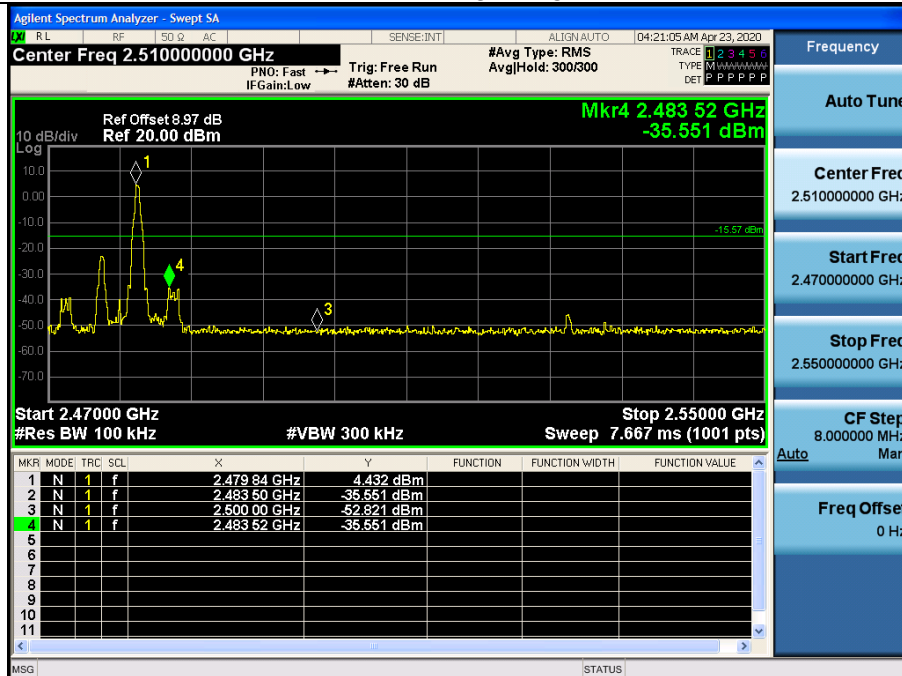 Agilent Spectrum Analyzer - Swept SA
LXI RL RF 50 Ω AC SENSE:INT ALIGN AUTO 04:21:05 AM Apr 23, 2020
Center Freq 2.510000000 GHz #Avg Type: RMS TRACE 1 2 3 4 5 6
PNO: Fast Trig: Free Run Avg|Hold: 300/300 TYPE M WWWWW
IFGain:Low #Atten: 30 dB DET P P P P P P
Mkr4 2.483 52 GHz
-35.551 dBm
Ref Offset 8.97 dB
10 dB/div Ref 20.00 dBm
Log
10.0
0.00
-10.0
-20.0
-30.0
-40.0
-50.0
-60.0
-70.0
1
4
3
-15.57 dBm
Start 2.47000 GHz Stop 2.55000 GHz
#Res BW 100 kHz #VBW 300 kHz Sweep 7.667 ms (1001 pts)
MKR MODE TRC SCL X Y FUNCTION FUNCTION WIDTH FUNCTION VALUE
1 N 1 f 2.479 84 GHz 4.432 dBm
2 N 1 f 2.483 50 GHz -35.551 dBm
3 N 1 f 2.500 00 GHz -52.821 dBm
4 N 1 f 2.483 52 GHz -35.551 dBm
5
6
7
8
9
10
11
MSG STATUS
Frequency
Auto Tune
Center Freq
2.510000000 GHz
Start Freq
2.470000000 GHz
Stop Freq
2.550000000 GHz
CF Step
8.000000 MHz
Auto Man
Freq Offset
0 Hz